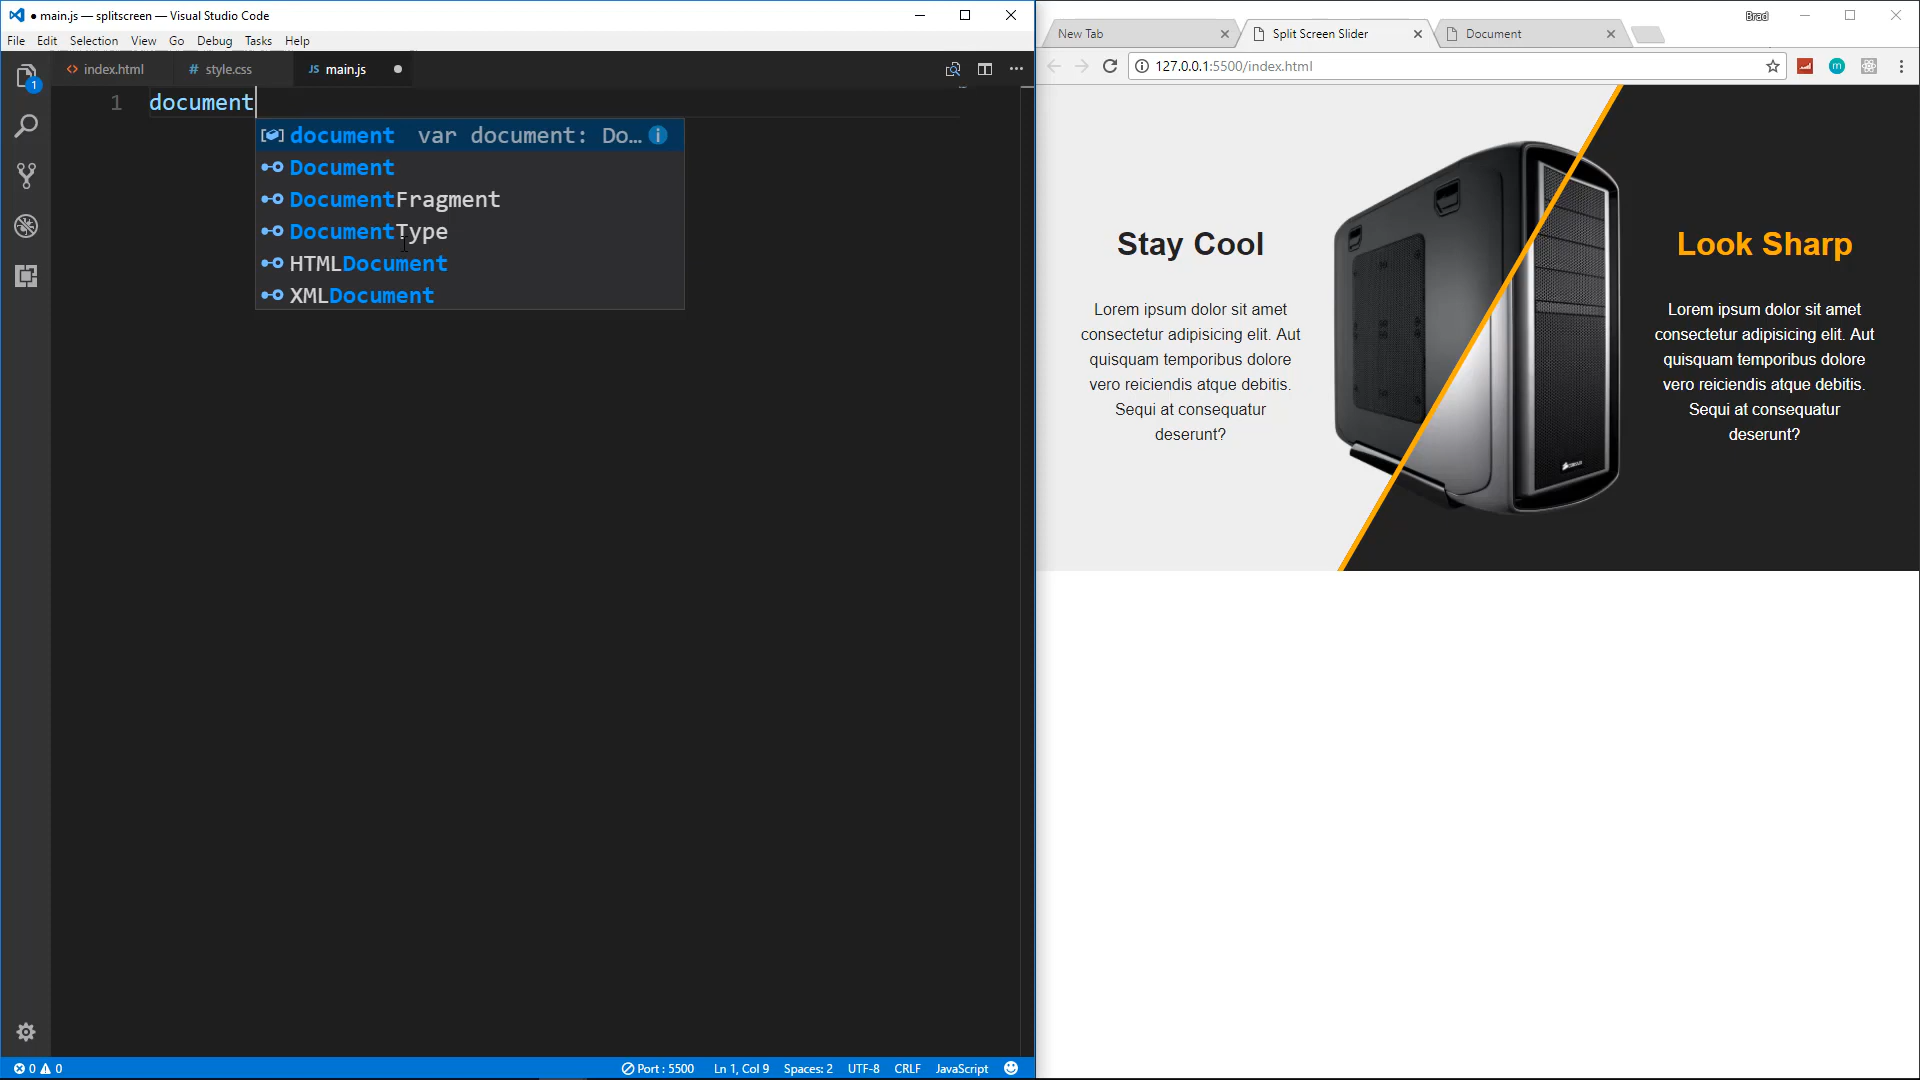 ● main.js — splitscreen — Visual Studio Code
File Edit Selection View Go Debug Tasks Help
1
<> index.html
# style.css
JS main.js ●
1 document
document var document: Do...
Document
DocumentFragment
DocumentType
HTMLDocument
XMLDocument
0 0
Port : 5500
Ln 1, Col 9
Spaces: 2
UTF-8
CRLF
JavaScript
Brad
New Tab
Split Screen Slider
Document
127.0.0.1:5500/index.html
m
Stay Cool
Lorem ipsum dolor sit amet
consectetur adipisicing elit. Aut
quisquam temporibus dolore
vero reiciendis atque debitis.
Sequi at consequatur
deserunt?
Look Sharp
Lorem ipsum dolor sit amet
consectetur adipisicing elit. Aut
quisquam temporibus dolore
vero reiciendis atque debitis.
Sequi at consequatur
deserunt?